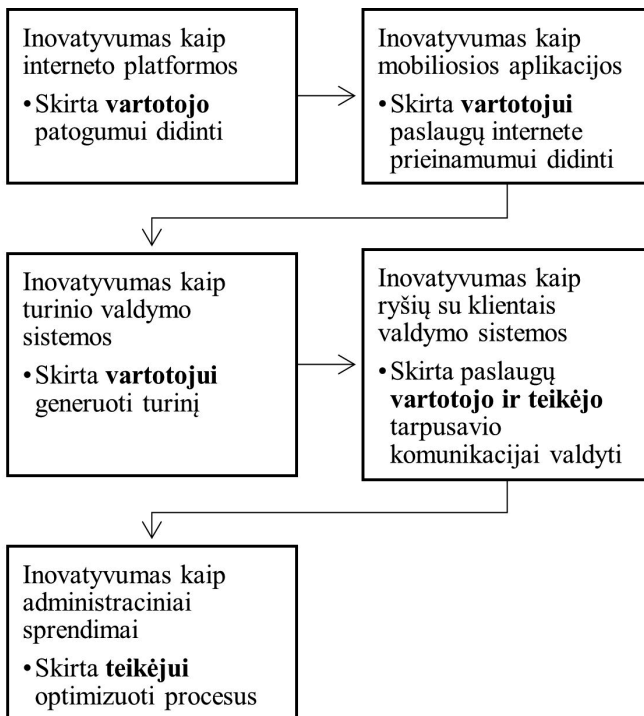 Inovatyvumas kaip
interneto platformos
•Skirta vartotojo
patogumui didinti
Inovatyvumas kaip
mobiliosios aplikacijos
•Skirta vartotojui
paslaugų internete
prieinamumui didinti
Inovatyvumas kaip
turinio valdymo
sistemos
•Skirta vartotojui
generuoti turinį
Inovatyvumas kaip
ryšių su klientais
valdymo sistemos
•Skirta paslaugų
vartotojo ir teikėjo
tarpusavio
komunikacijai valdyti
Inovatyvumas kaip
administraciniai
sprendimai
•Skirta teikėjui
optimizuoti procesus